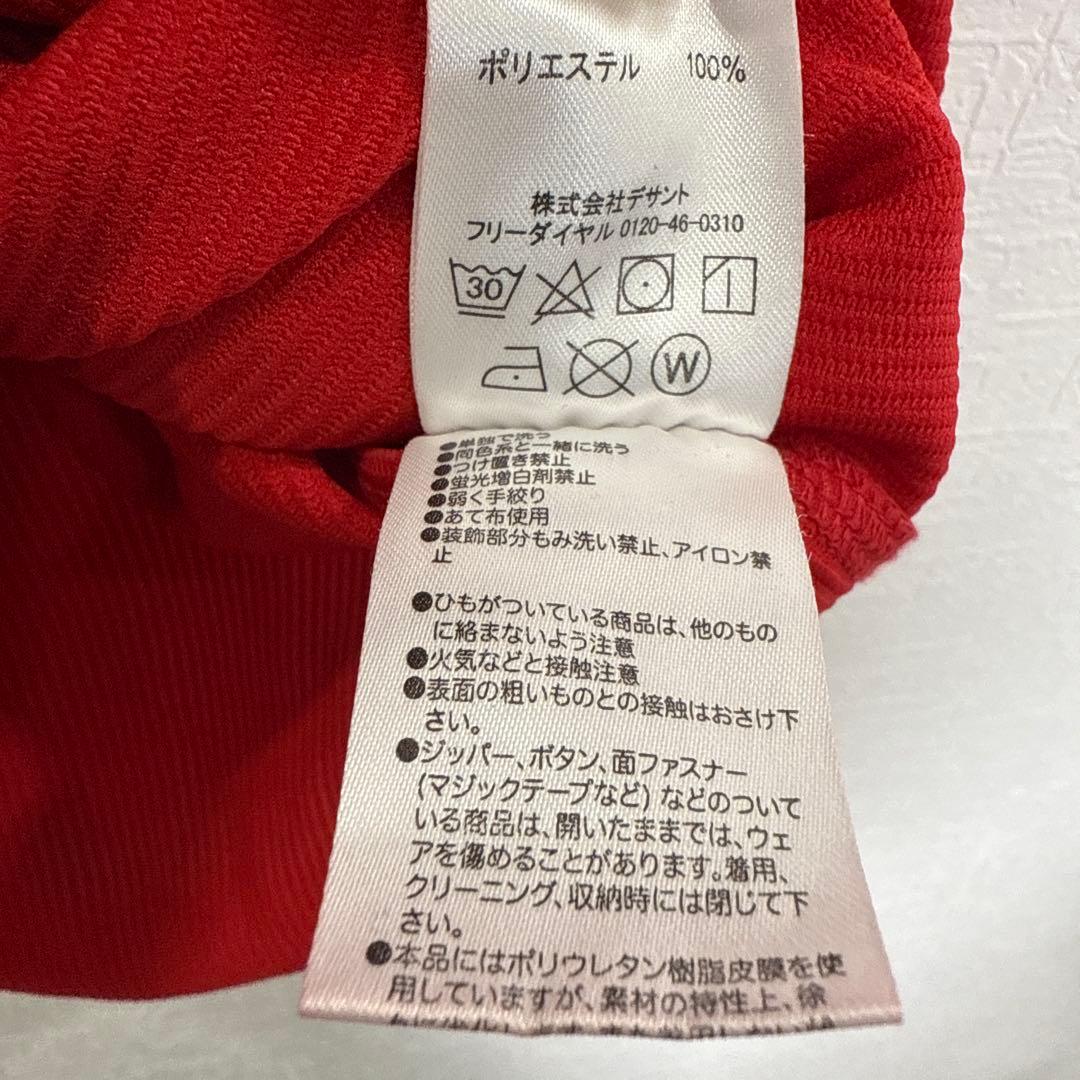 ポリエステル 100%
株式会社デサント
フリーダイヤル 0120-46-0310
30
W
●単独で洗う
●同色系と一緒に洗う
●つけ置き禁止
●蛍光増白剤禁止
●弱く手絞り
●あて布使用
●装飾部分もみ洗い禁止、アイロン禁
止
●ひもがついている商品は、他のもの
に絡まないよう注意
●火気などと接触注意
●表面の粗いものとの接触はおさけ下
さい。
●ジッパー、ボタン、面ファスナー
(マジックテープなど) などのついて
いる商品は、開いたままでは、ウェ
アを傷めることがあります。着用、
クリーニング、収納時には閉じて下
さい。
●本品にはポリウレタン樹脂皮膜を使
用していますが、素材の特性上、徐